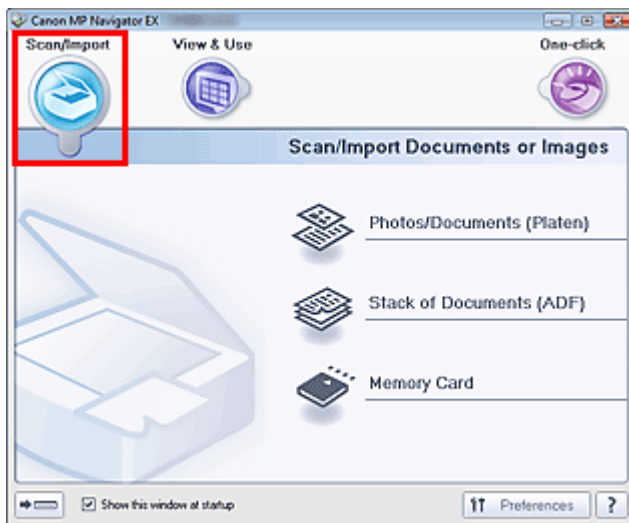 Canon MP Navigator EX
Scan/Import
View & Use
One-click
Scan/Import Documents or Images
Photos/Documents (Platen)
Stack of Documents (ADF)
Memory Card
Show this window at startup
Preferences
?